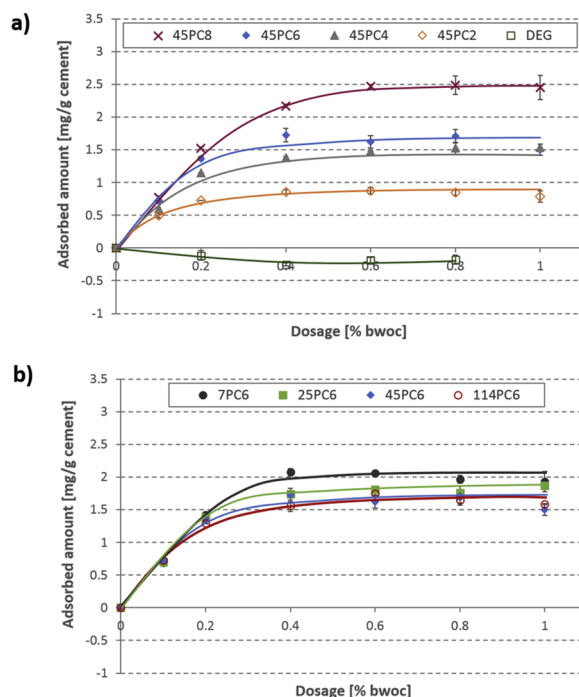 a)
45PC8 45PC6 45PC4 45PC2 DEG
Adsorbed amount [mg/g cement]
3.5
3
2.5
2
1.5
1
0.5
0
-0.5
-1
0 0.2 0.4 0.6 0.8 1
Dosage [% bwoc]
b)
7PC6 25PC6 45PC6 114PC6
Adsorbed amount [mg/g cement]
3.5
3
2.5
2
1.5
1
0.5
0
-0.5
-1
0 0.2 0.4 0.6 0.8 1
Dosage [% bwoc]